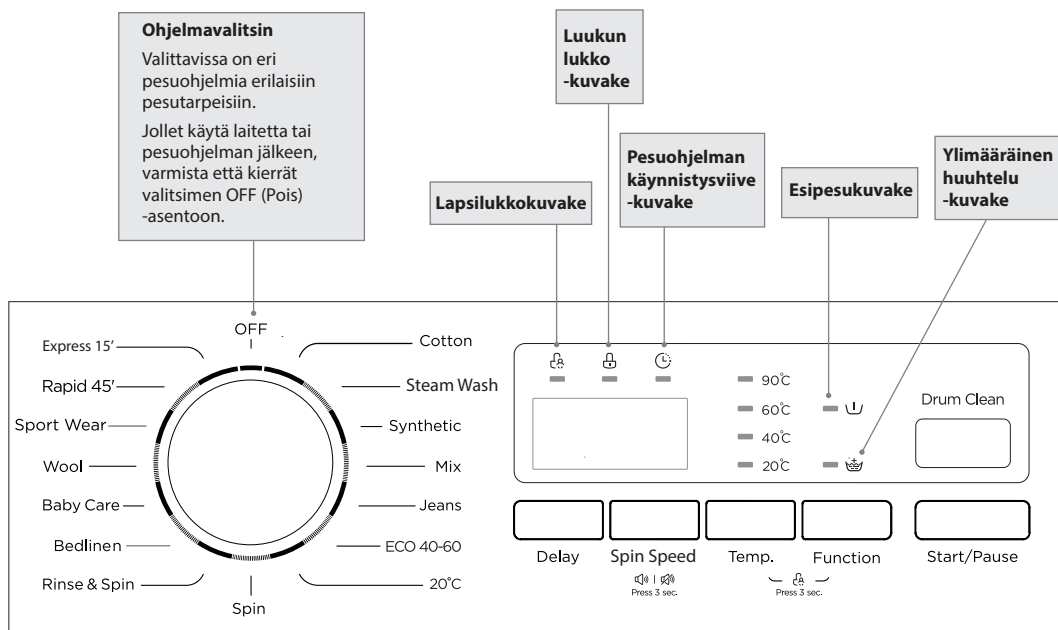 Ohjelmavalitsin
Valittavissa on eri
pesuohjelmia erilaisiin
pesutarpeisiin.
Jollet käytä laitetta tai
pesuohjelman jälkeen,
varmista että kierrät
valitsimen OFF (Pois)
-asentoon.
Luukun
lukko
-kuvake
Lapsilukkokuvake
Pesuohjelman
käynnistysviive
-kuvake
Esipesukuvake
Ylimääräinen
huuhtelu
-kuvake
OFF
Express 15'
Rapid 45'
Sport Wear
Wool
Baby Care
Bedlinen
Rinse & Spin
Spin
Cotton
Steam Wash
Synthetic
Mix
Jeans
ECO 40-60
20°C
90°C
60°C
40°C
20°C
Drum Clean
Delay
Spin Speed
Press 3 sec.
Temp.
Function
Press 3 sec.
Start/Pause